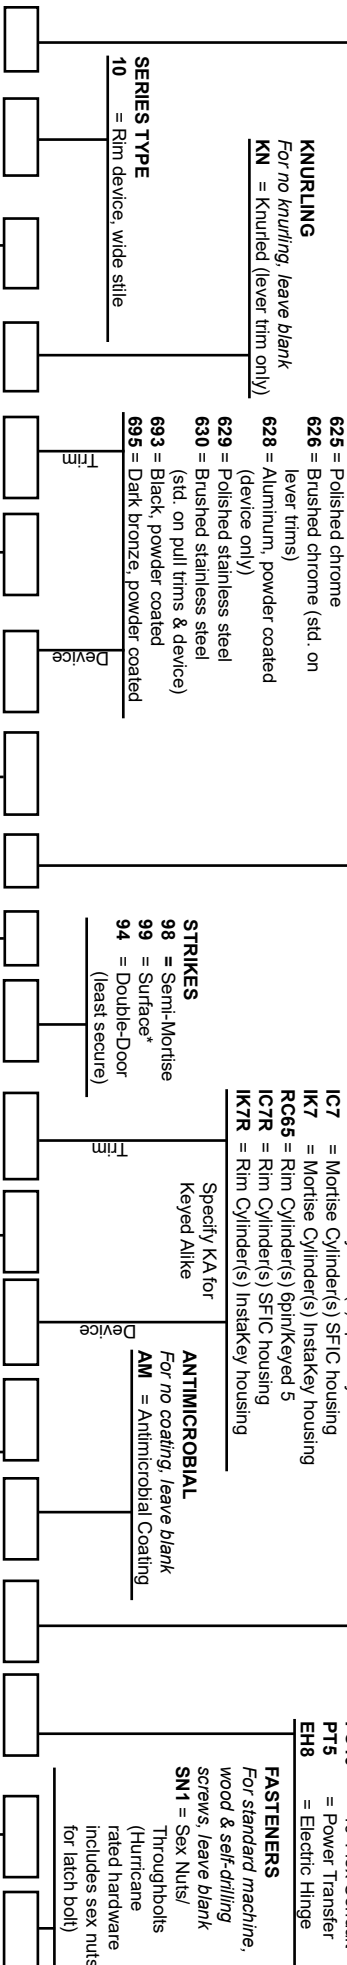 SERIES TYPE
10 = Rim device, wide stile
KNURLING
For no knurling, leave blank
KN = Knurled (lever trim only)
625 = Polished chrome
626 = Brushed chrome (std. on
lever trims)
628 = Aluminum, powder coated
(device only)
629 = Polished stainless steel
630 = Brushed stainless steel
(std. on pull trims & device)
693 = Black, powder coated
695 = Dark bronze, powder coated
Trim
Device
STRIKES
98 = Semi-Mortise
99 = Surface*
94 = Double-Door
(least secure)
IC7 = Mortise Cylinder(s) SFIC housing
IK7 = Mortise Cylinder(s) InstaKey housing
RC65 = Rim Cylinder(s) 6pin/Keyed 5
IC7R = Rim Cylinder(s) SFIC housing
IK7R = Rim Cylinder(s) InstaKey housing
Specify KA for
Keyed Alike
Trim
Device
ANTIMICROBIAL
For no coating, leave blank
AM = Antimicrobial Coating
PT5 = Power Transfer
EH8 = Electric Hinge
FASTENERS
For standard machine,
wood & self-drilling
screws, leave blank
SN1 = Sex Nuts/
Throughbolts
(Hurricane
rated hardware
includes sex nuts
for latch bolt)